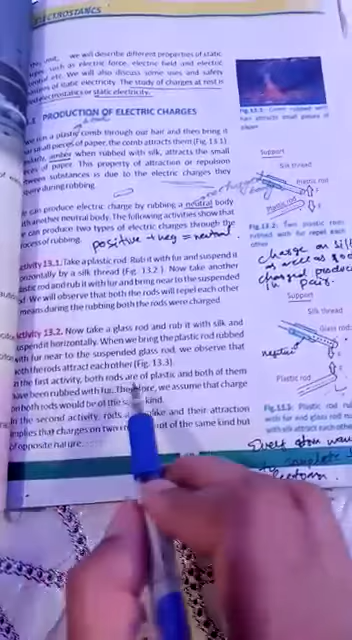 ELECTROSTATICS
unit, we will describe different properties of static
such as electric force, electric field and electric
etc. We will also discuss some uses and safety
of static electricity. The study of charges at rest is
electrostatics or static electricity.
PRODUCTION OF ELECTRIC CHARGES
run a plastic comb through our hair and then bring it
small pieces of paper, the comb attracts them (Fig.13.1)
amber when rubbed with silk, attracts the small
of paper. This property of attraction or repulsion
between substances is due to the electric charges they
during rubbing.
can produce electric charge by rubbing a neutral body
with another neutral body. The following activities show that
can produce two types of electric charges through the
process of rubbing.
positive + neg = neutral
Activity 13.1. Take a plastic rod. Rub it with fur and suspend it
horizontally by a silk thread (Fig. 13.2). Now take another
plastic rod and rub it with fur and bring near to the suspended
rod. We will observe that both the rods will repel each other
means during the rubbing both the rods were charged
Activity 13.2. Now take a glass rod and rub it with silk and
suspend it horizontally. When we bring the plastic rod rubbed
with fur near to the suspended glass rod, we observe that
both the rods attract each other (Fig. 13.3).
In the first activity, both rods are of plastic and both of them
have been rubbed with fur. Therefore, we assume that charge
on both rods would be of the kind.
In the second activity, rods and their attraction
implies that charges on two not of the same kind but
of opposite nature.
Fig.13.1: Comb rubbed with
hair attracts small pieces of
paper
Support
Silk thread
Plastic rod
Plastic rod
F
Fig.13.2: Two plastic rods
rubbed with fur repel each
other
charge on silk
as well as rod
charged produce
in pair.
Support
Silk thread
Glass rod
Plastic rod
F
Fig.13.3: Plastic rod rubbed
with fur and glass rod rubbed
with silk attract each other